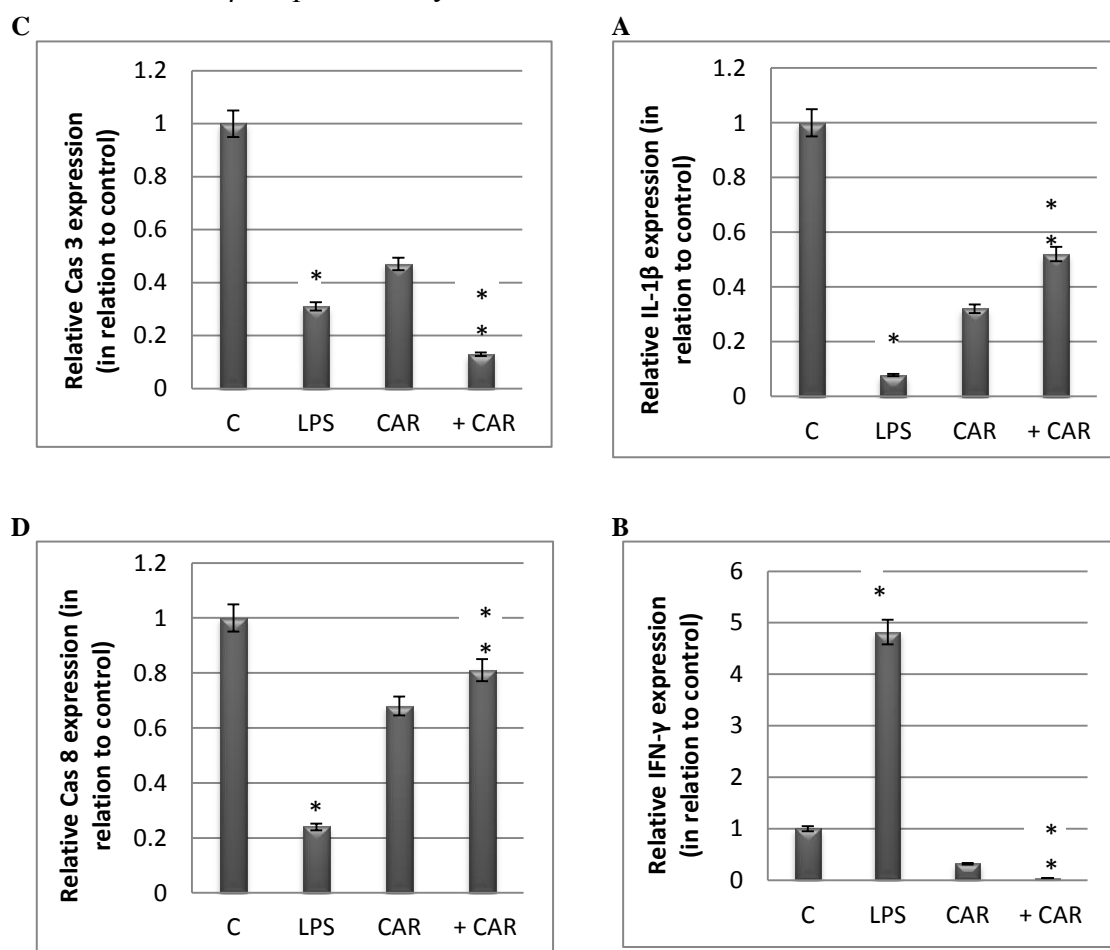 C
Relative Cas 3 expression
(in relation to control)
1.2
1
0.8
0.6
0.4
0.2
0
*
*
*
C LPS CAR + CAR
A
Relative IL-1β expression (in
relation to control)
1.2
1
0.8
0.6
0.4
0.2
0
*
*
*
C LPS CAR + CAR
D
Relative Cas 8 expression (in
relation to control)
1.2
1
0.8
0.6
0.4
0.2
0
*
*
*
C LPS CAR + CAR
B
Relative IFN-γ expression
(in relation to control)
6
5
4
3
2
1
0
*
*
*
C LPS CAR + CAR